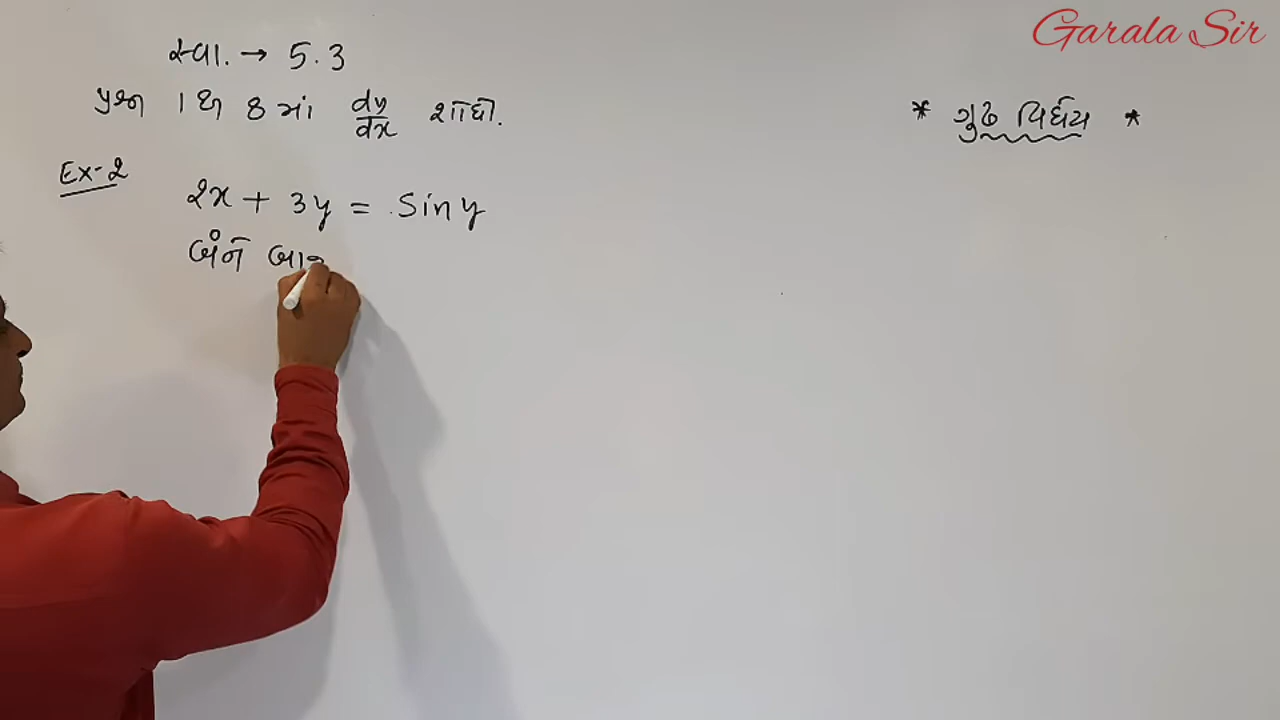 Garala Sir
સ્વા. → 5.3
પ્રશ્ન 1 થી 8 માં dy/dx શોધો.
* ગુઢ વિધેય *
Ex-2
2x + 3y = Sin y
બંને બાજુ